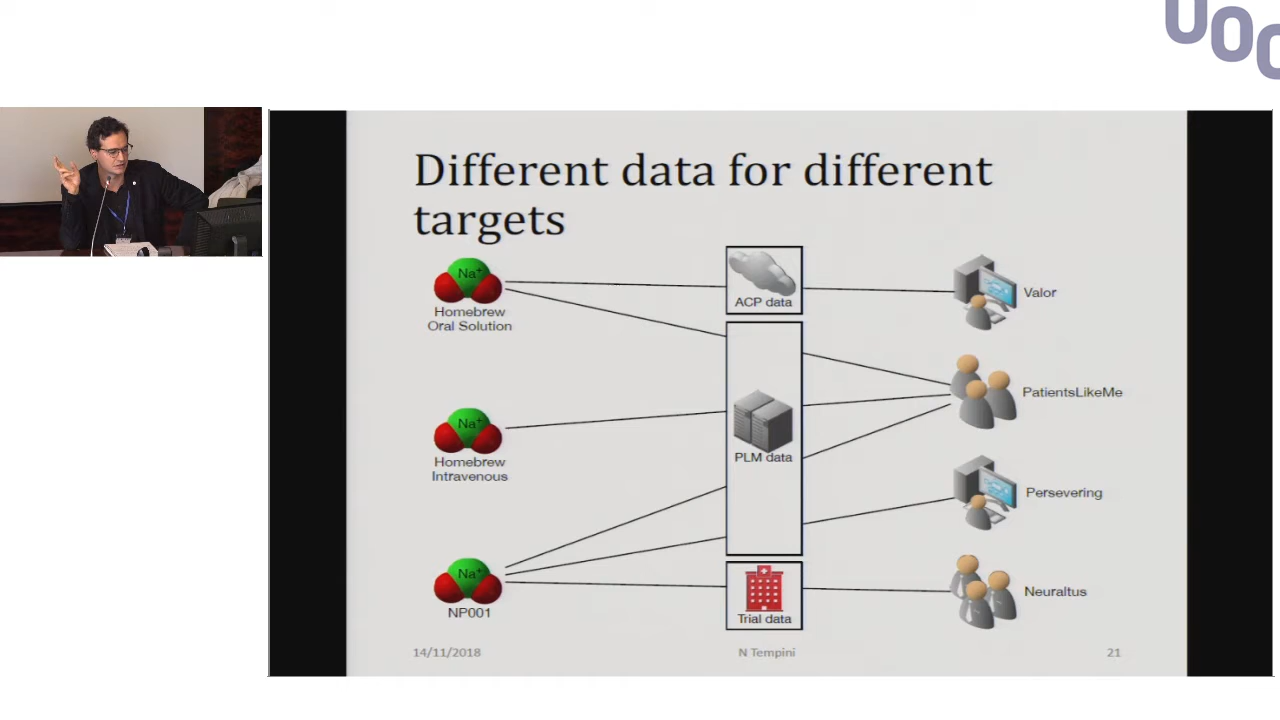 UOC
Different data for different
targets
Na+
Homebrew
Oral Solution
ACP data
Valor
Na+
Homebrew
Intravenous
PLM data
PatientsLikeMe
Persevering
Na+
NP001
Trial data
Neuraltus
14/11/2018
N Tempini
21